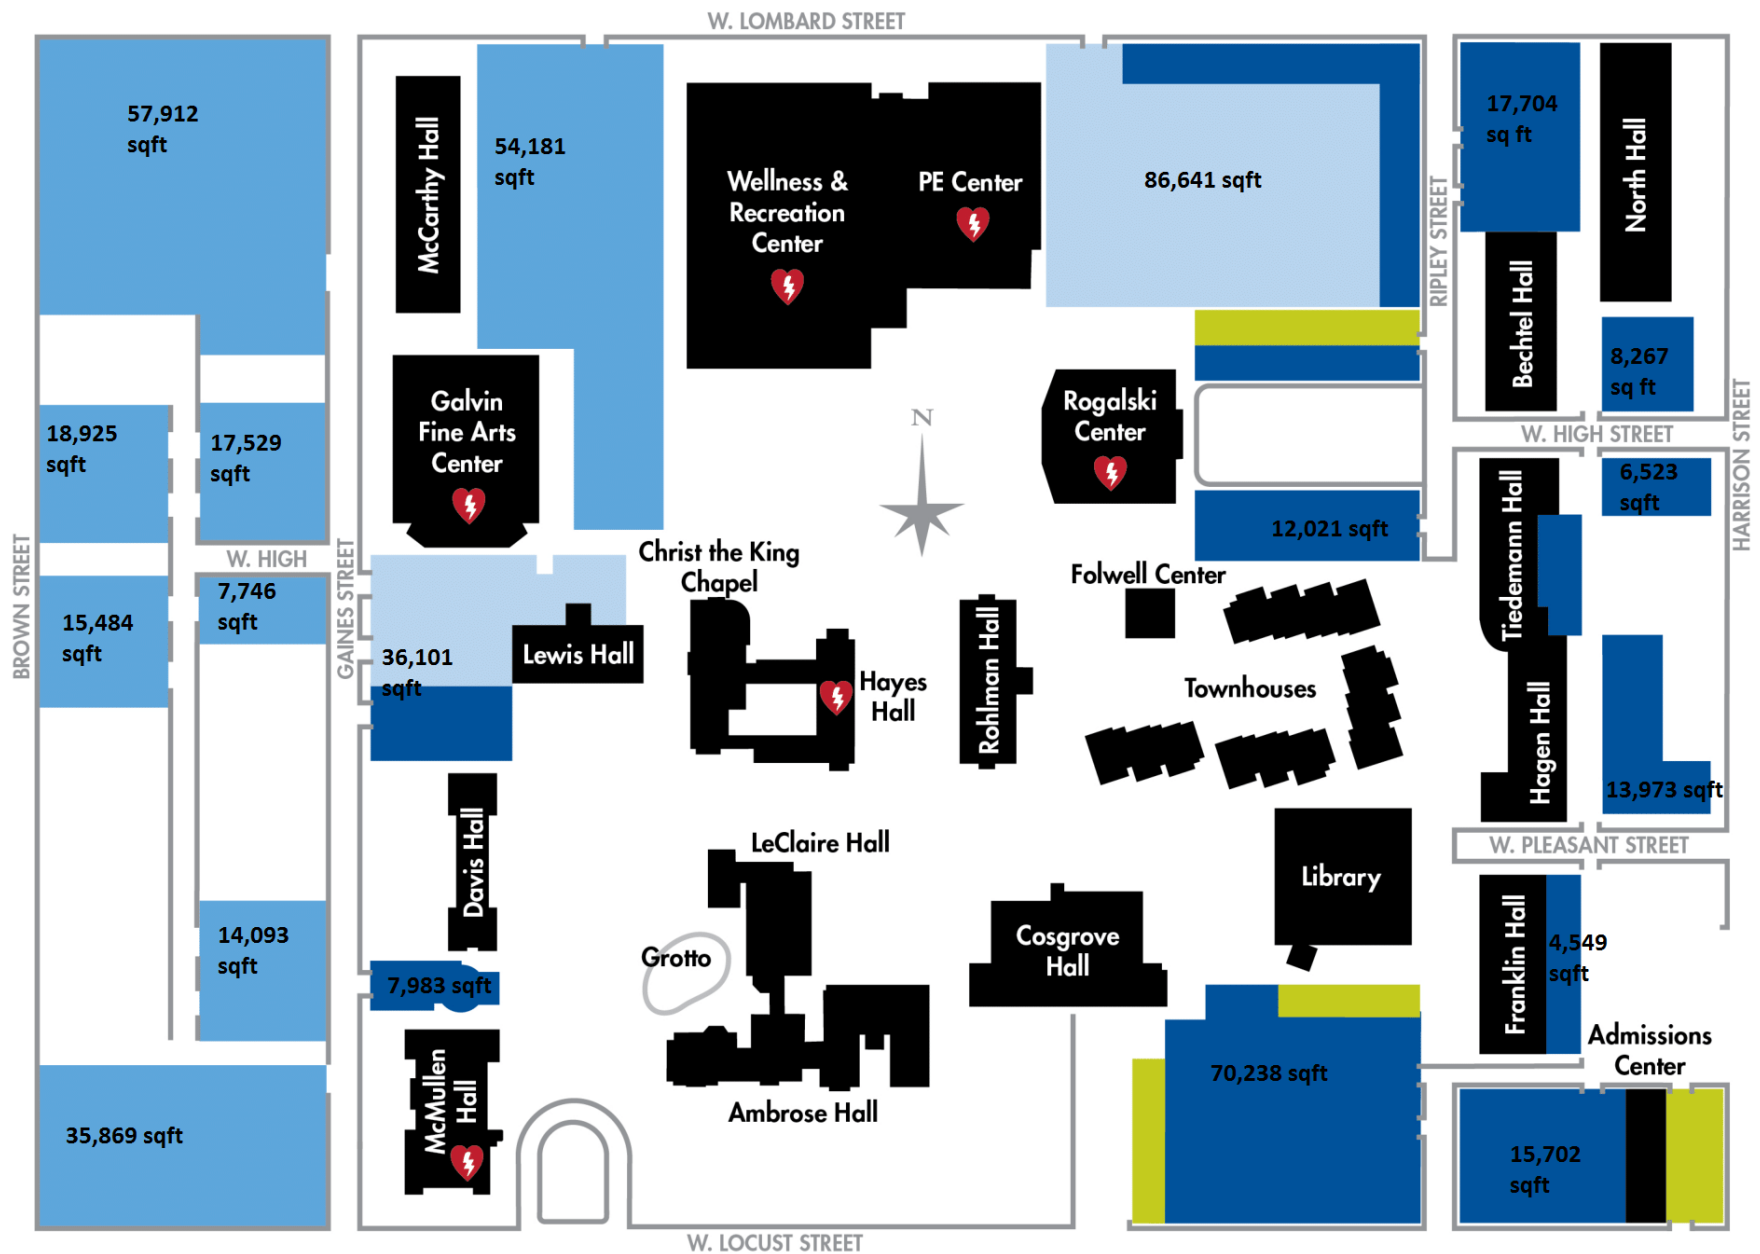 W. LOMBARD STREET
57,912
sqft
McCarthy Hall
54,181
sqft
Wellness &
Recreation
Center
PE Center
86,641 sqft
RIPLEY STREET
17,704
sq ft
North Hall
Bechtel Hall
8,267
sq ft
HARRISON STREET
18,925
sqft
17,529
sqft
Galvin
Fine Arts
Center
N
Rogalski
Center
W. HIGH STREET
6,523
sqft
12,021 sqft
Tiedemann Hall
BROWN STREET
W. HIGH
GAINES STREET
7,746
sqft
15,484
sqft
36,101
sqft
Lewis Hall
Christ the King
Chapel
Hayes
Hall
Rohlman Hall
Folwell Center
Townhouses
Hagen Hall
13,973 sqft
W. PLEASANT STREET
Davis Hall
LeClaire Hall
Library
Cosgrove
Hall
Grotto
14,093
sqft
7,983 sqft
Franklin Hall
4,549
sqft
Admissions
Center
McMullen
Hall
Ambrose Hall
70,238 sqft
35,869 sqft
15,702
sqft
W. LOCUST STREET